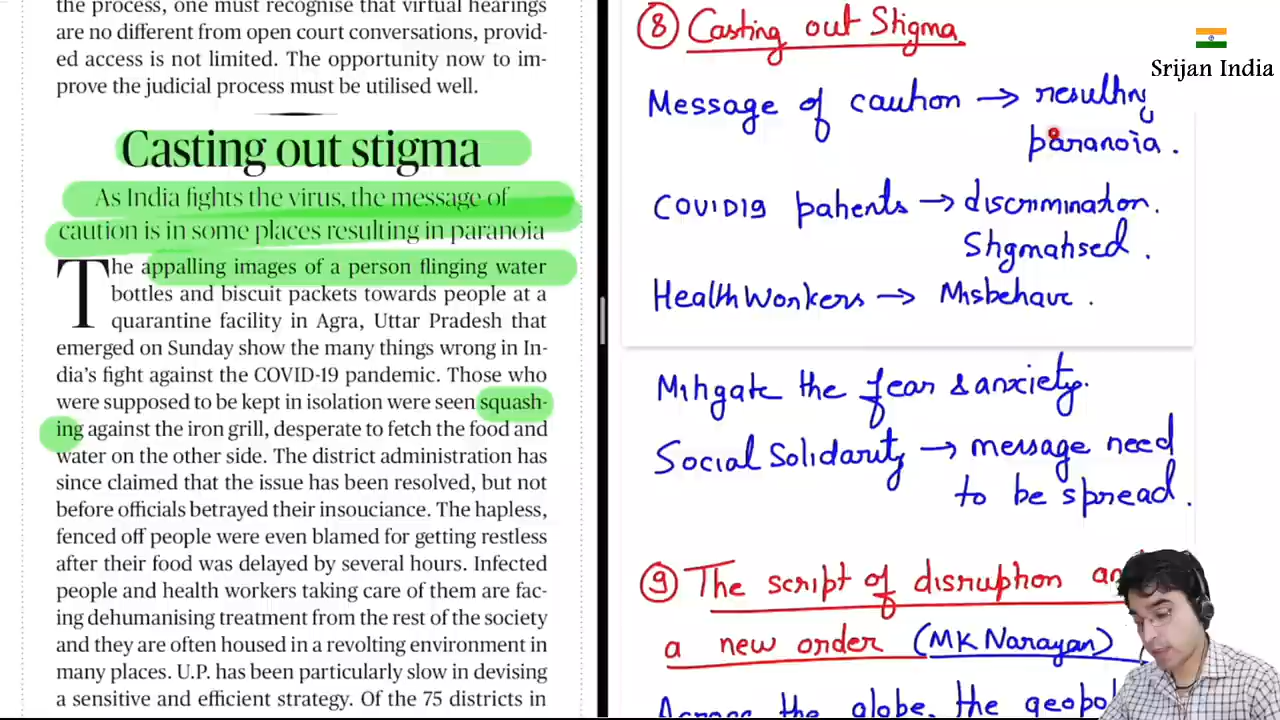 the process, one must recognise that virtual hearings
are no different from open court conversations, provid-
ed access is not limited. The opportunity now to im-
prove the judicial process must be utilised well.
Casting out stigma
As India fights the virus, the message of
caution is in some places resulting in paranoia
The appalling images of a person flinging water
bottles and biscuit packets towards people at a
quarantine facility in Agra, Uttar Pradesh that
emerged on Sunday show the many things wrong in In-
dia's fight against the COVID-19 pandemic. Those who
were supposed to be kept in isolation were seen squash-
ing against the iron grill, desperate to fetch the food and
water on the other side. The district administration has
since claimed that the issue has been resolved, but not
before officials betrayed their insouciance. The hapless,
fenced off people were even blamed for getting restless
after their food was delayed by several hours. Infected
people and health workers taking care of them are fac-
ing dehumanising treatment from the rest of the society
and they are often housed in a revolting environment in
many places. U.P. has been particularly slow in devising
a sensitive and efficient strategy. Of the 75 districts in
8 Casting out Stigma
Message of caution → resulting
paranoia.
COVID19 patients → discrimination.
Stigmatised.
Health Workers → Misbehave.
Mitigate the fear & anxiety.
Social Solidarity → message need
to be spread.
9 The script of disruption
a new order (MK Narayan)
Across the globe, the
Srijan India